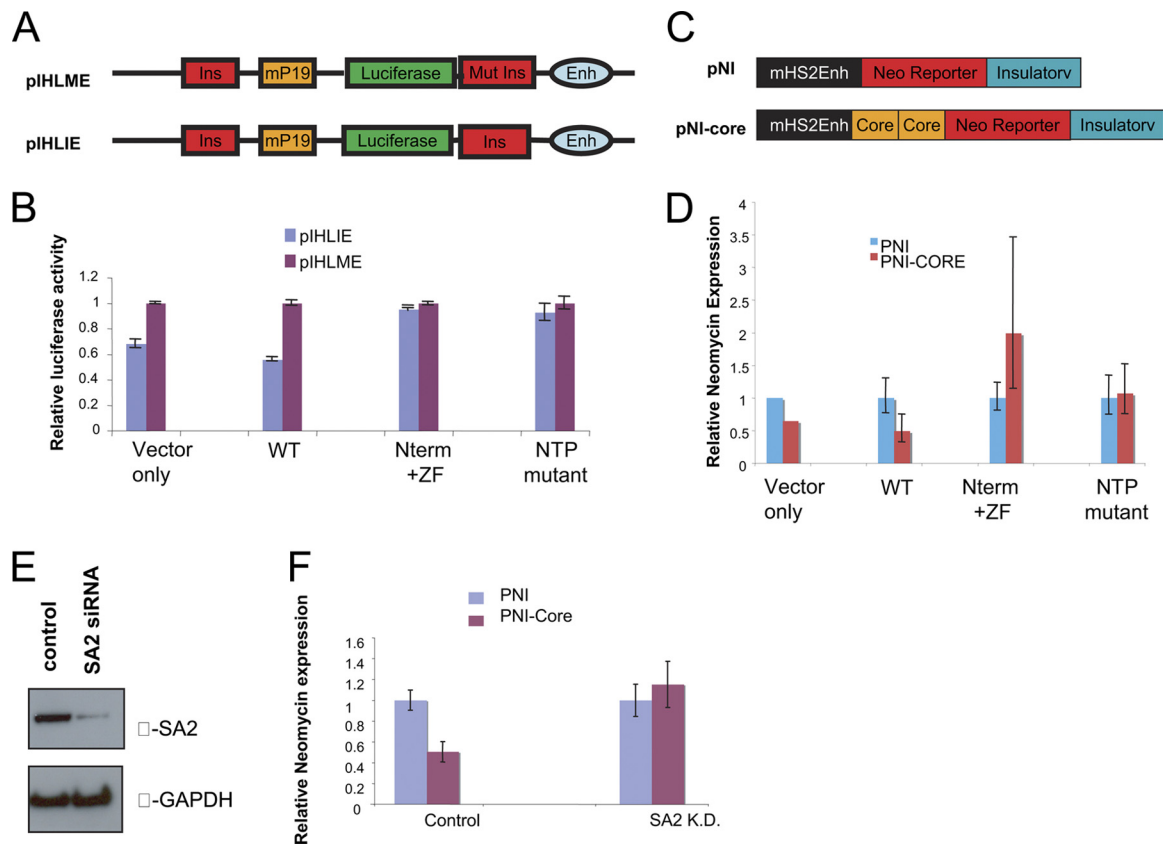 A
pIHLME
Ins
mP19
Luciferase
Mut Ins
Enh
pIHLIE
Ins
mP19
Luciferase
Ins
Enh
B
Relative luciferase activity
pIHLIE
pIHLME
1.2
1
0.8
0.6
0.4
0.2
0
Vector
only
WT
Nterm
+ZF
NTP
mutant
C
pNI
mHS2Enh
Neo Reporter
Insulatorv
pNI-core
mHS2Enh
Core
Core
Neo Reporter
Insulatorv
D
Relative Neomycin Expression
PNI
PNI-CORE
4
3.5
3
2.5
2
1.5
1
0.5
0
Vector
only
WT
Nterm
+ZF
NTP
mutant
E
control
SA2 siRNA
□-SA2
□-GAPDH
F
Relative Neomycin expression
PNI
PNI-Core
1.6
1.4
1.2
1
0.8
0.6
0.4
0.2
0
Control
SA2 K.D.